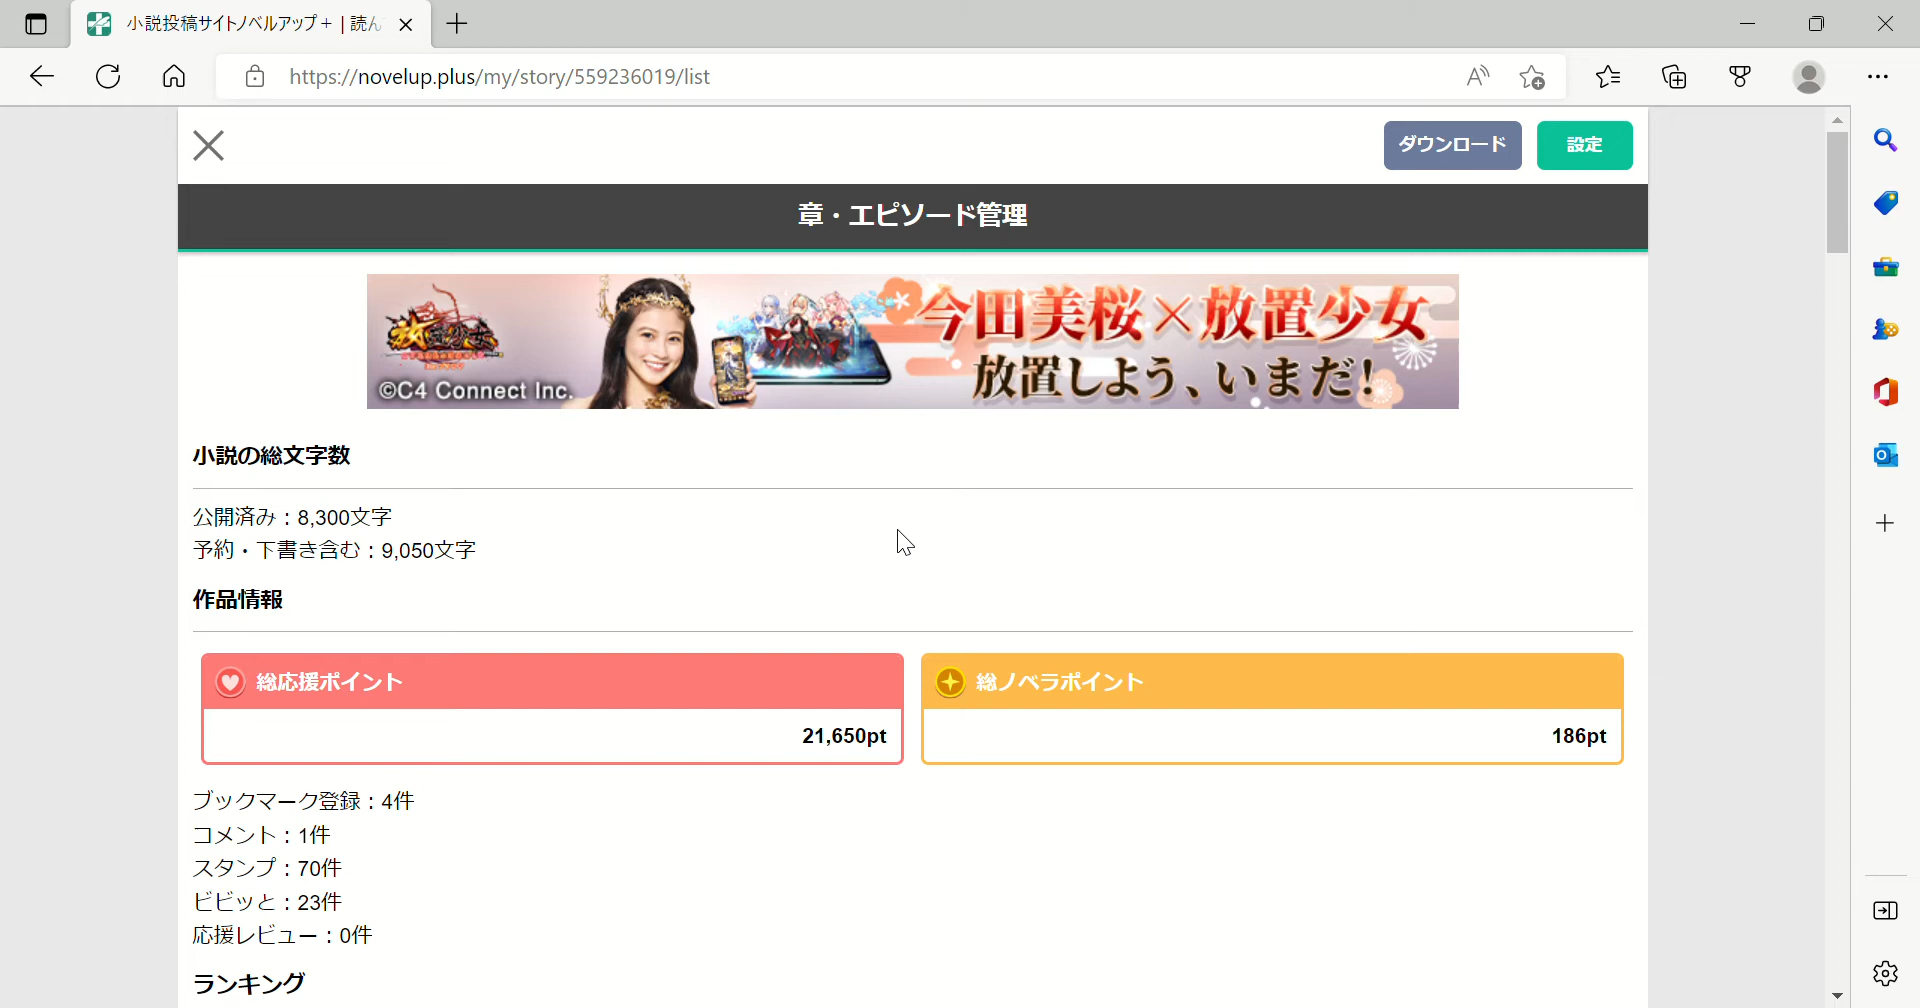 小説投稿サイトノベルアップ＋ | 読ん
https://novelup.plus/my/story/559236019/list
ダウンロード
設定
章・エピソード管理
放置少女
©C4 Connect Inc.
今田美桜×放置少女
放置しよう、いまだ!
小説の総文字数
公開済み：8,300文字
予約・下書き含む：9,050文字
作品情報
総応援ポイント
21,650pt
総ノベラポイント
186pt
ブックマーク登録：4件
コメント：1件
スタンプ：70件
ビビッと：23件
応援レビュー：0件
ランキング